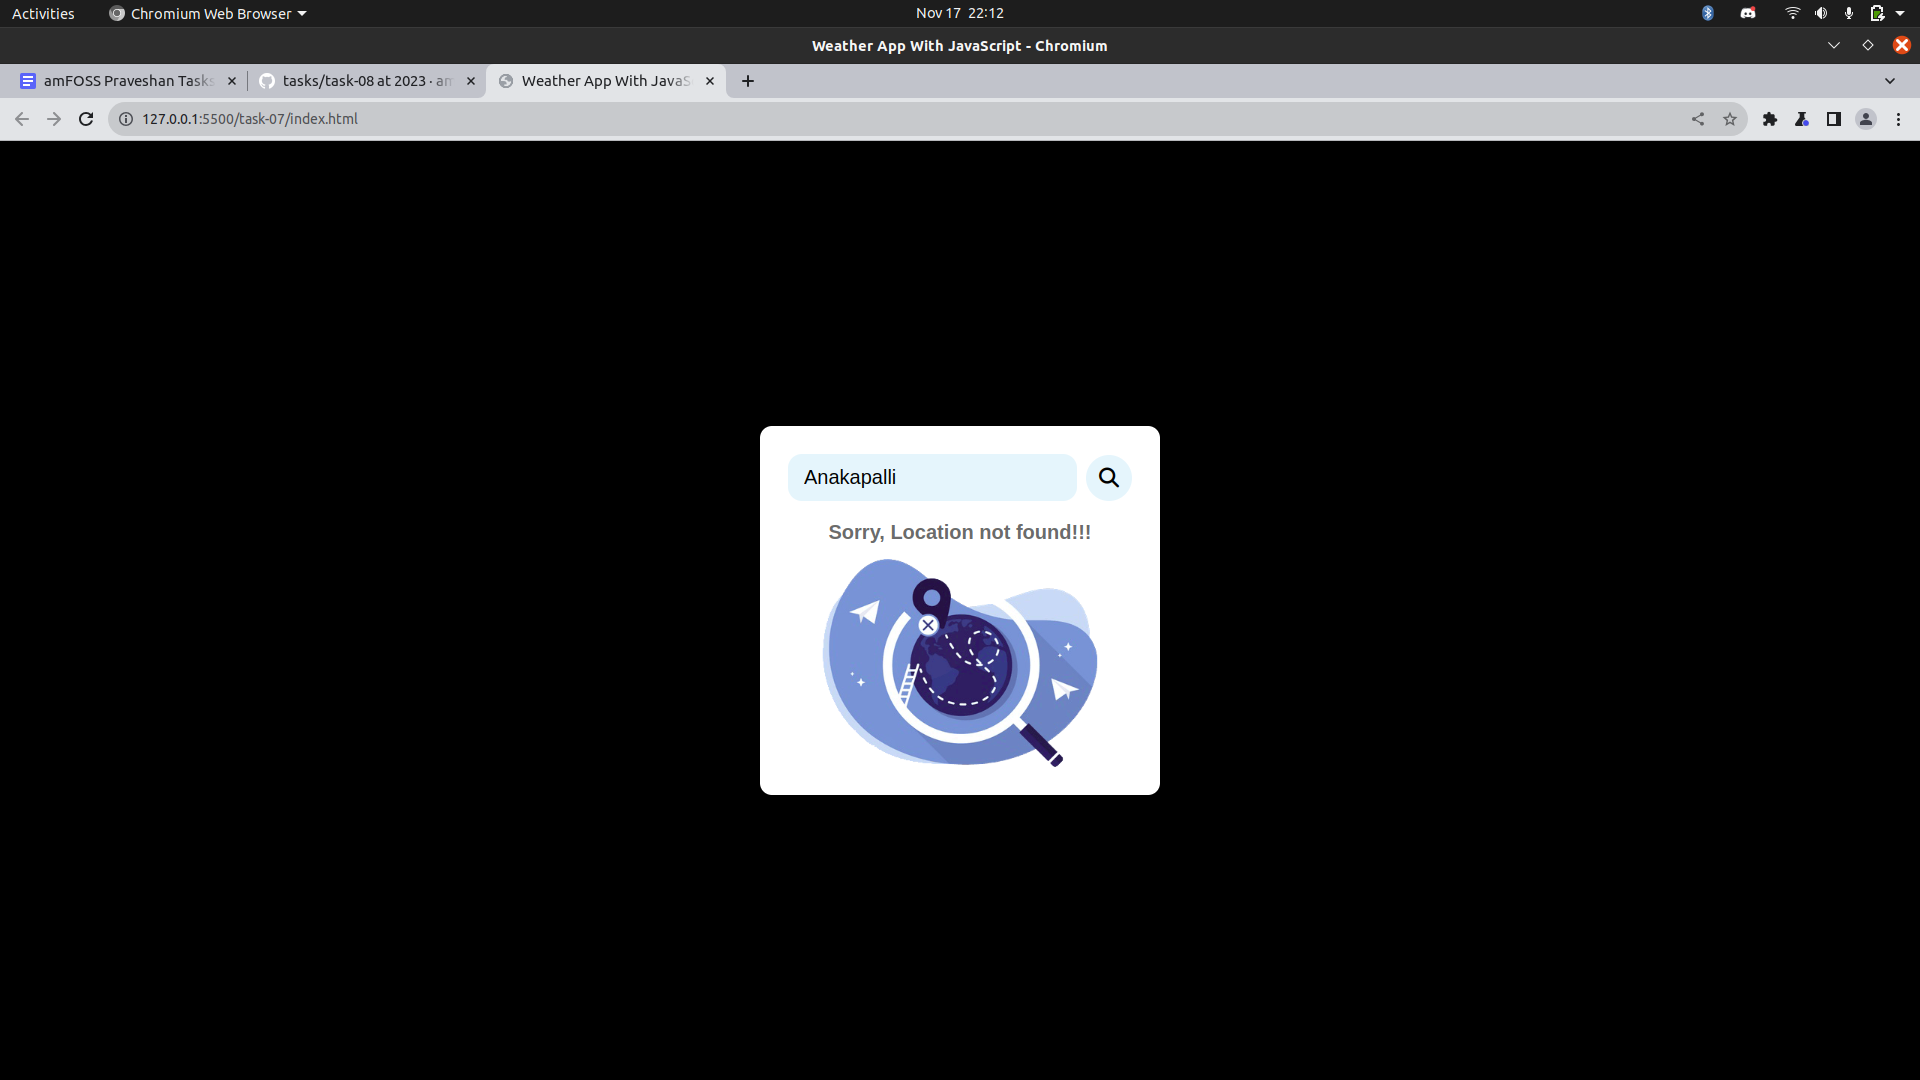 Activities Chromium Web Browser Nov 17 22:12
Weather App With JavaScript - Chromium
amFOSS Praveshan Tasks tasks/task-08 at 2023 · am Weather App With JavaS
127.0.0.1:5500/task-07/index.html
Anakapalli
Sorry, Location not found!!!